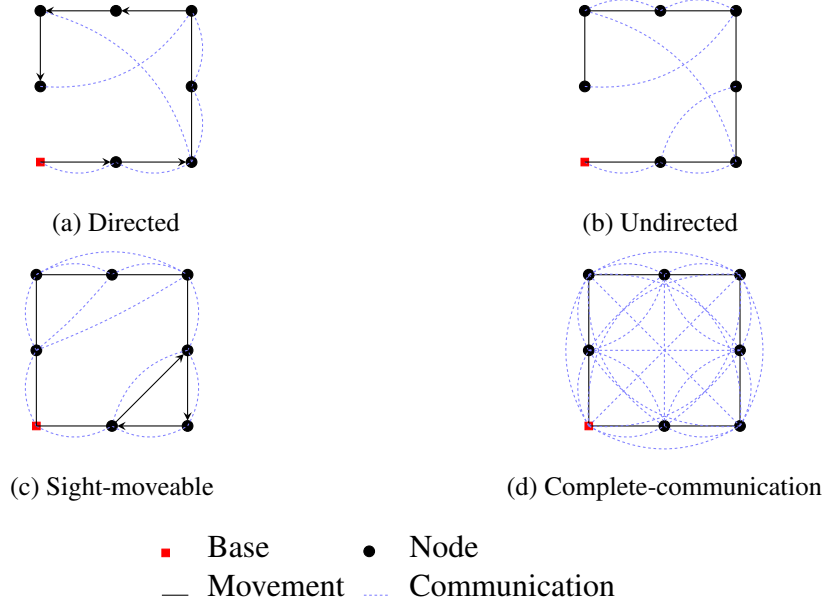 (a) Directed
(b) Undirected
(c) Sight-moveable
(d) Complete-communication
Base
Node
Movement
Communication